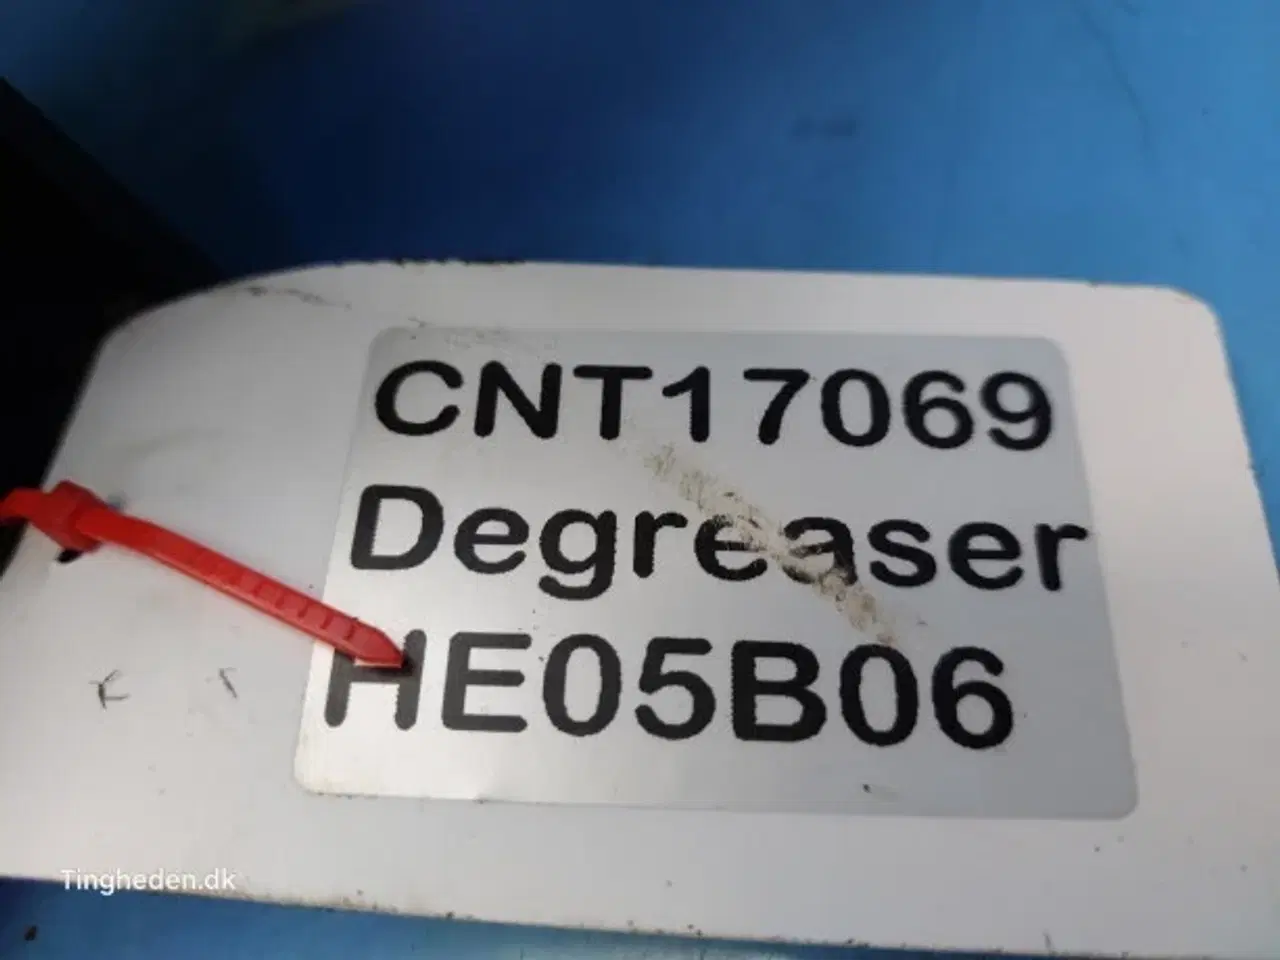 CNT17069
Degreaser
HE05B06
Tingheden.dk